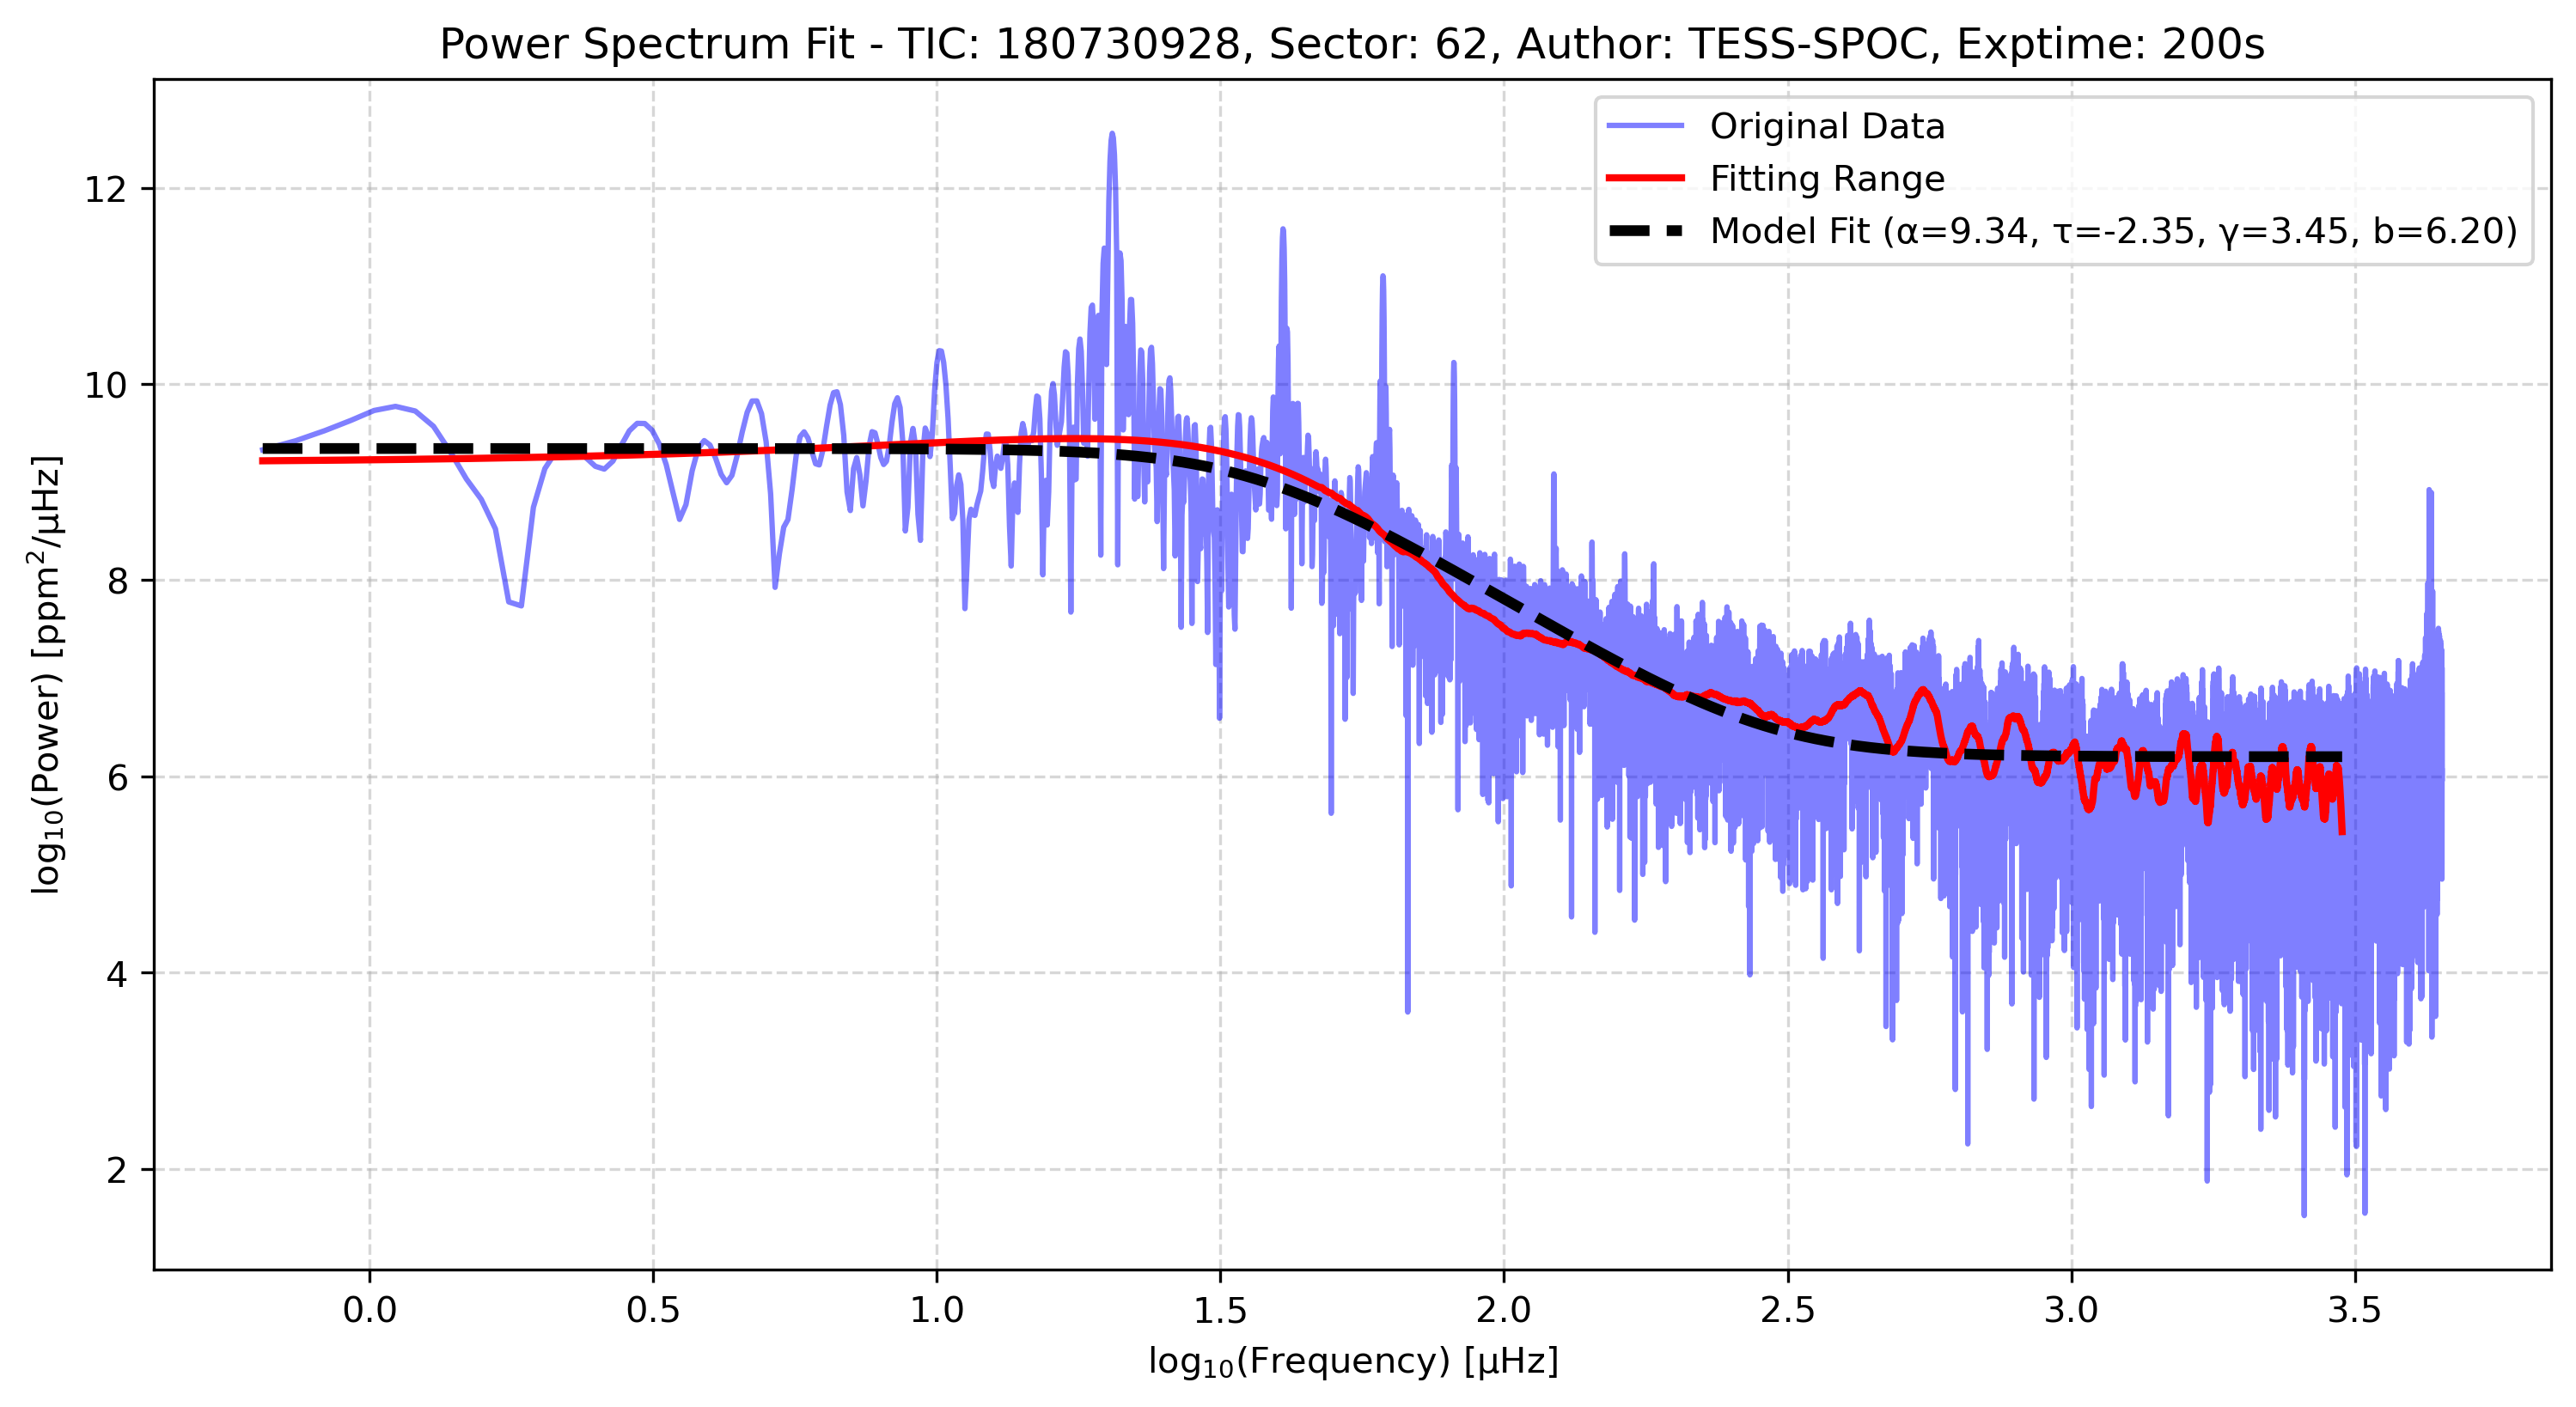 Power Spectrum Fit - TIC: 180730928, Sector: 62, Author: TESS-SPOC, Exptime: 200s
Original Data
Fitting Range
Model Fit (α=9.34, τ=-2.35, γ=3.45, b=6.20)
log₁₀(Power) [ppm²/μHz]
12
10
8
6
4
2
0.0 0.5 1.0 1.5 2.0 2.5 3.0 3.5
log₁₀(Frequency) [μHz]